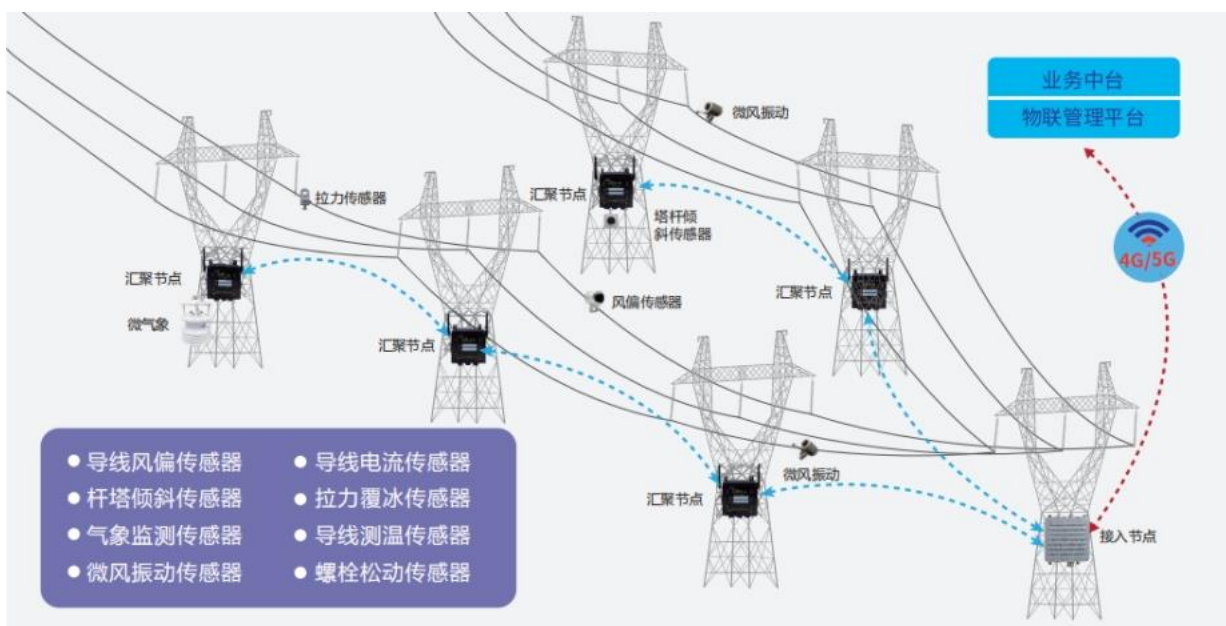 业务中台
物联管理平台
微风振动
拉力传感器
汇聚节点
塔杆倾
斜传感器
4G/5G
汇聚节点
微气象
风偏传感器
汇聚节点
汇聚节点
微风振动
汇聚节点
接入节点
导线风偏传感器
导线电流传感器
杆塔倾斜传感器
拉力覆冰传感器
气象监测传感器
导线测温传感器
微风振动传感器
螺栓松动传感器